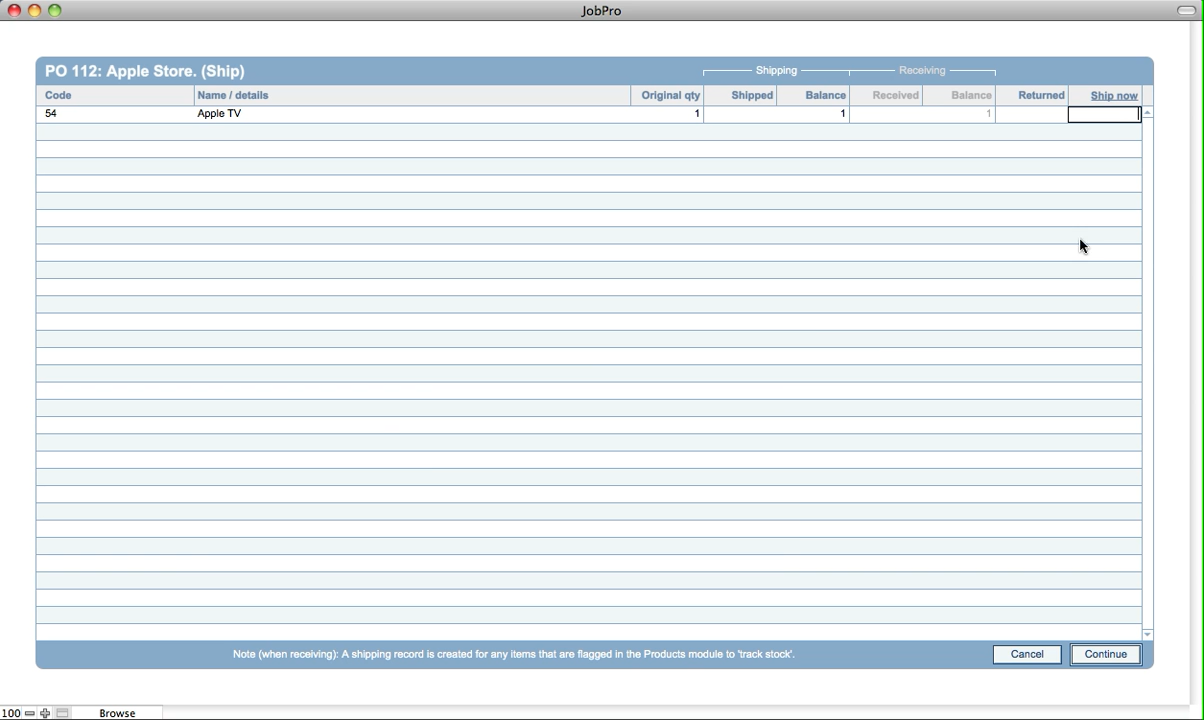 JobPro
PO 112: Apple Store. (Ship)
Shipping
Receiving
Code Name / details Original qty Shipped Balance Received Balance Returned Ship now
54 Apple TV 1 1 1
Note (when receiving): A shipping record is created for any items that are flagged in the Products module to 'track stock'.
Cancel Continue
100 Browse